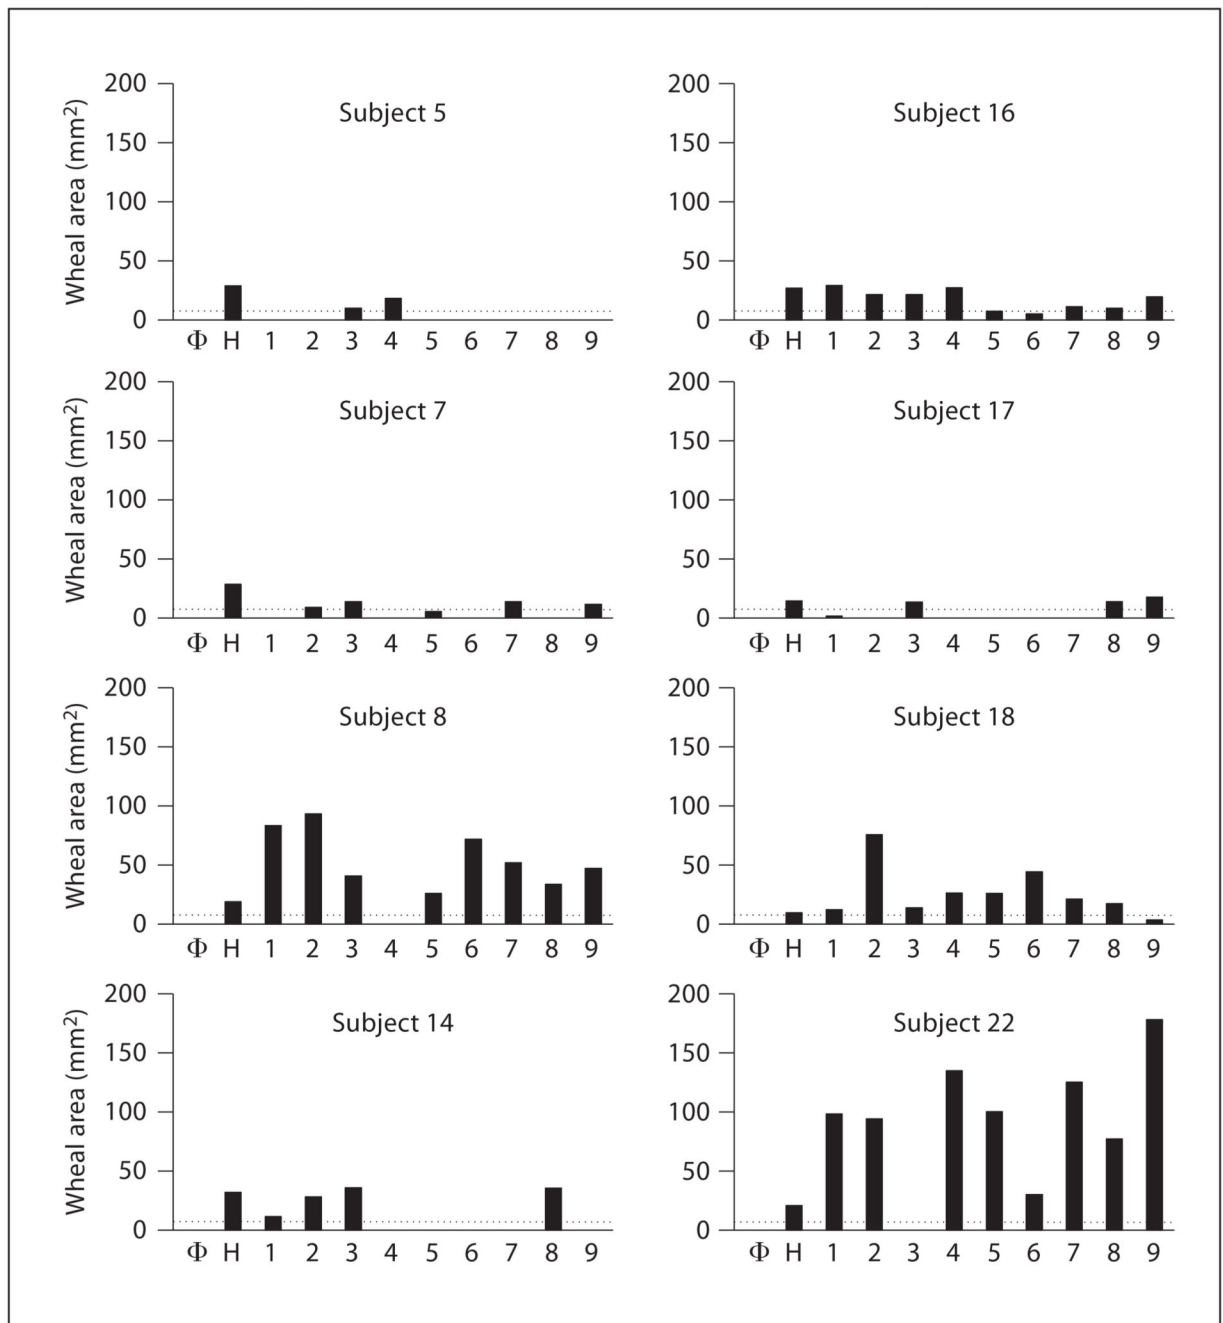 Subject 5
Wheal area (mm²)
200
150
100
50
0
Φ H 1 2 3 4 5 6 7 8 9
Subject 16
200
150
100
50
0
Φ H 1 2 3 4 5 6 7 8 9
Subject 7
Wheal area (mm²)
200
150
100
50
0
Φ H 1 2 3 4 5 6 7 8 9
Subject 17
200
150
100
50
0
Φ H 1 2 3 4 5 6 7 8 9
Subject 8
Wheal area (mm²)
200
150
100
50
0
Φ H 1 2 3 4 5 6 7 8 9
Subject 18
200
150
100
50
0
Φ H 1 2 3 4 5 6 7 8 9
Subject 14
Wheal area (mm²)
200
150
100
50
0
Φ H 1 2 3 4 5 6 7 8 9
Subject 22
200
150
100
50
0
Φ H 1 2 3 4 5 6 7 8 9